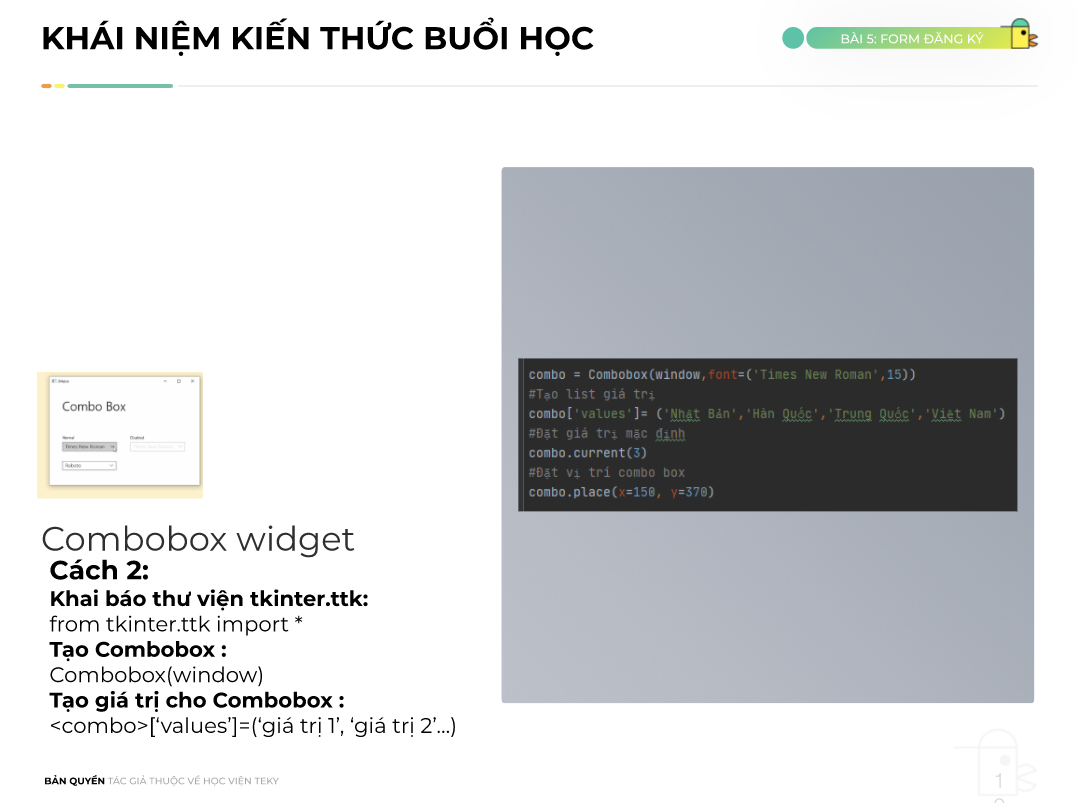 KHÁI NIỆM KIẾN THỨC BUỔI HỌC
BÀI 5: FORM ĐĂNG KÝ
combo = Combobox(window,font=('Times New Roman',15))
#Tạo list giá trị
combo['values']= ('Nhật Bản','Hàn Quốc','Trung Quốc','Việt Nam')
#Đặt giá trị mặc định
combo.current(3)
#Đặt vị trí combo box
combo.place(x=150, y=370)
Combo Box
Times New Roman
Roboto
Combobox widget
Cách 2:
Khai báo thư viện tkinter.ttk:
from tkinter.ttk import *
Tạo Combobox :
Combobox(window)
Tạo giá trị cho Combobox :
<combo>[‘values’]=(‘giá trị 1’, ‘giá trị 2’...)
BẢN QUYỀN TÁC GIẢ THUỘC VỀ HỌC VIỆN TEKY
1